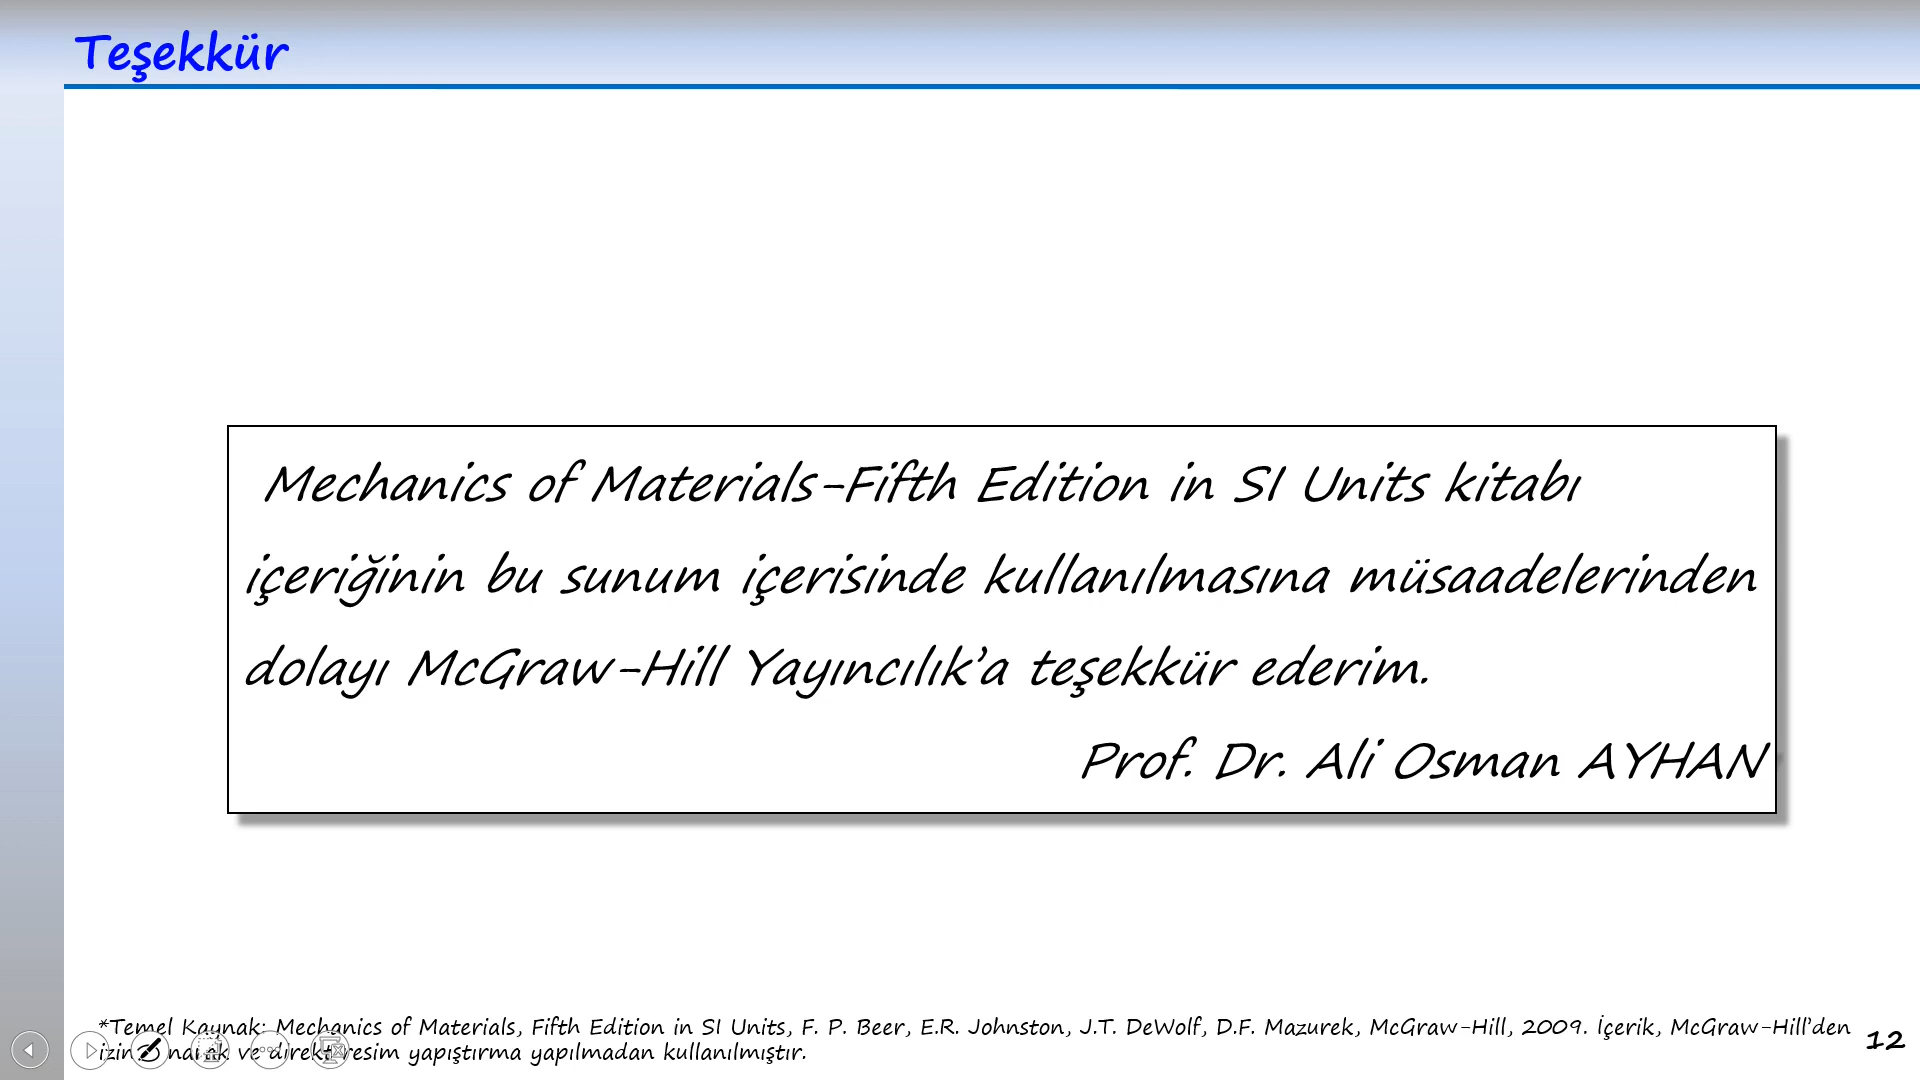 Teşekkür
Mechanics of Materials-Fifth Edition in SI Units kitabı
içeriğinin bu sunum içerisinde kullanılmasına müsaadelerinden
dolayı McGraw-Hill Yayıncılık’a teşekkür ederim.
Prof. Dr. Ali Osman AYHAN
*Temel Kaynak: Mechanics of Materials, Fifth Edition in SI Units, F. P. Beer, E.R. Johnston, J.T. DeWolf, D.F. Mazurek, McGraw-Hill, 2009. İçerik, McGraw-Hill’den
izin ve direkt resim yapıştırma yapılmadan kullanılmıştır.
12